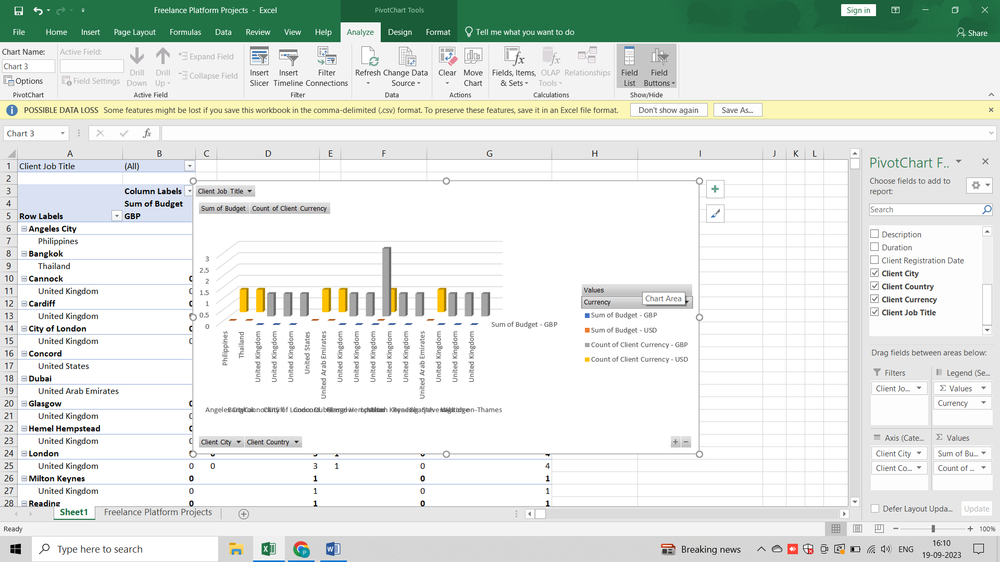 Freelance Platform Projects - Excel
PivotChart Tools
Sign in
File Home Insert Page Layout Formulas Data Review View Help Analyze Design Format Tell me what you want to do
Share
Chart Name:
Chart 3
Options
PivotChart
Active Field:
Field Settings
Drill Down
Drill Up
Expand Field
Collapse Field
Active Field
Insert Slicer
Insert Timeline
Filter Connections
Filter
Refresh
Change Data Source
Data
Clear
Move Chart
Actions
Fields, Items, & Sets
OLAP Tools
Relationships
Calculations
Field List
Field Buttons
Show/Hide
POSSIBLE DATA LOSS Some features might be lost if you save this workbook in the comma-delimited (.csv) format. To preserve these features, save it in an Excel file format.
Don't show again
Save As...
Chart 3
fx
A B C D E F G H I J K L
1 Client Job Title (All)
2
3 Column Labels
4 Sum of Budget
5 Row Labels GBP
6 Angeles City
7 Philippines
8 Bangkok
9 Thailand
10 Cannock 0
11 United Kingdom 0
12 Cardiff 0
13 United Kingdom 0
14 City of London 0
15 United Kingdom 0
16 Concord
17 United States
18 Dubai
19 United Arab Emirates
20 Glasgow 0
21 United Kingdom 0
22 Hemel Hempstead 0
23 United Kingdom 0
24 London 0
25 United Kingdom 0 0 3 1 0 4
26 Milton Keynes 0 1 0 1
27 United Kingdom 0 1 0 1
28 Reading 0 1 0 1
Client Job Title
Sum of Budget Count of Client Currency
3
2.5
2
1.5
1
0.5
0
Philippines
Thailand
United Kingdom
United Kingdom
United Kingdom
United States
United Arab Emirates
United Kingdom
United Kingdom
United Kingdom
United Kingdom
United Kingdom
United Arab Emirates
United Kingdom
United Kingdom
United Kingdom
Sum of Budget - GBP
Values
Currency
Chart Area
Sum of Budget - GBP
Sum of Budget - USD
Count of Client Currency - GBP
Count of Client Currency - USD
Client City Client Country
+ −
PivotChart F..
Choose fields to add to report:
Search
Description
Duration
Client Registration Date
Client City
Client Country
Client Currency
Client Job Title
Drag fields between areas below:
Filters
Client Jo...
Legend (Se...
Σ Values
Currency
Axis (Cate...
Client City
Client Co...
Σ Values
Sum of Bu...
Count of ...
Defer Layout Upda...
Update
Sheet1 Freelance Platform Projects
Ready
100%
Type here to search
Breaking news
ENG
16:10
19-09-2023